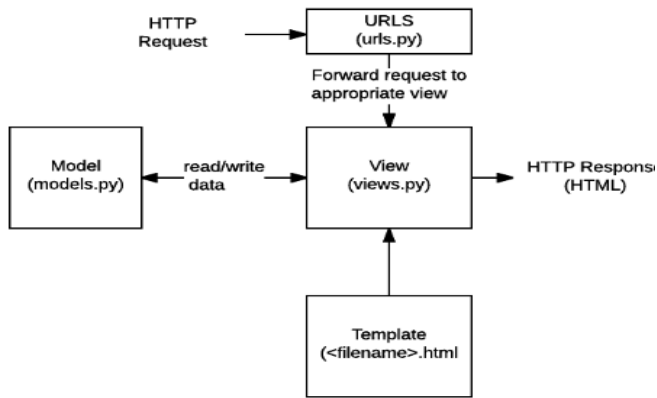 HTTP
Request
URLS
(urls.py)
Forward request to
appropriate view
Model
(models.py)
read/write
data
View
(views.py)
HTTP Response
(HTML)
Template
(<filename>.html